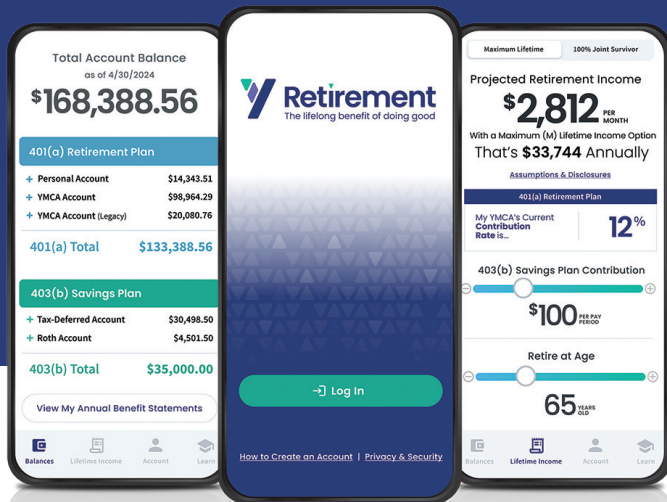 Total Account Balance
as of 4/30/2024
$168,388.56
401(a) Retirement Plan
+ Personal Account $14,343.51
+ YMCA Account $98,964.29
+ YMCA Account (Legacy) $20,080.76
401(a) Total $133,388.56
403(b) Savings Plan
+ Tax-Deferred Account $30,498.50
+ Roth Account $4,501.50
403(b) Total $35,000.00
View My Annual Benefit Statements
Balances Lifetime Income Account Learn
Y Retirement
The lifelong benefit of doing good
Log In
How to Create an Account | Privacy & Security
Maximum Lifetime 100% Joint Survivor
Projected Retirement Income
$2,812 PER MONTH
With a Maximum (M) Lifetime Income Option
That's $33,744 Annually
Assumptions & Disclosures
401(a) Retirement Plan
My YMCA's Current
Contribution
Rate is...
12%
403(b) Savings Plan Contribution
$100 PER PAY PERIOD
Retire at Age
65 YEARS OLD
Balances Lifetime Income Account Learn